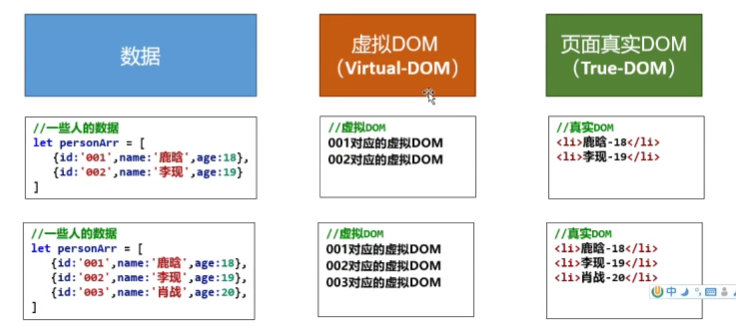 数据
虚拟DOM
（Virtual-DOM）
页面真实DOM
（True-DOM）
//一些人的数据
let personArr = [
{id:'001',name:'鹿晗',age:18},
{id:'002',name:'李现',age:19}
]
//虚拟DOM
001对应的虚拟DOM
002对应的虚拟DOM
//真实DOM
<li>鹿晗-18</li>
<li>李现-19</li>
//一些人的数据
let personArr = [
{id:'001',name:'鹿晗',age:18},
{id:'002',name:'李现',age:19},
{id:'003',name:'肖战',age:20},
]
//虚拟DOM
001对应的虚拟DOM
002对应的虚拟DOM
003对应的虚拟DOM
//真实DOM
<li>鹿晗-18</li>
<li>李现-19</li>
<li>肖战-20</li>
中